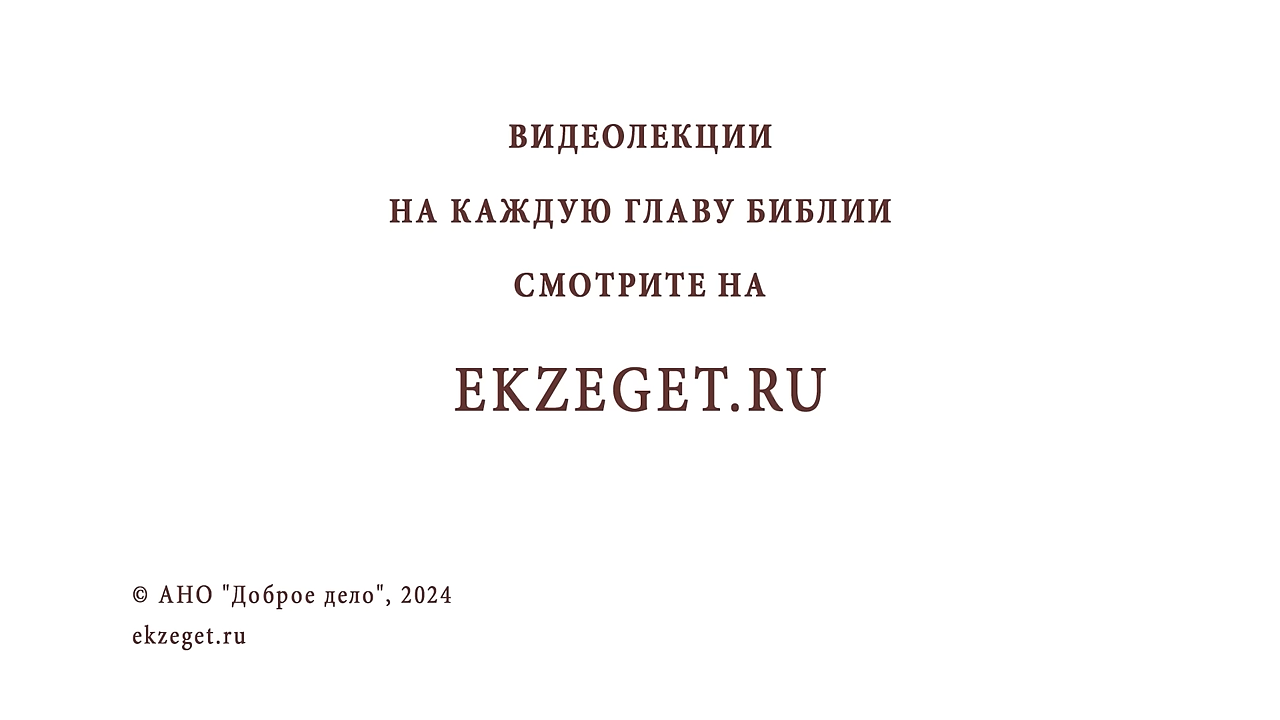 ВИДЕОЛЕКЦИИ
НА КАЖДУЮ ГЛАВУ БИБЛИИ
СМОТРИТЕ НА
EKZEGET.RU
© АНО "Доброе дело", 2024
ekzeget.ru